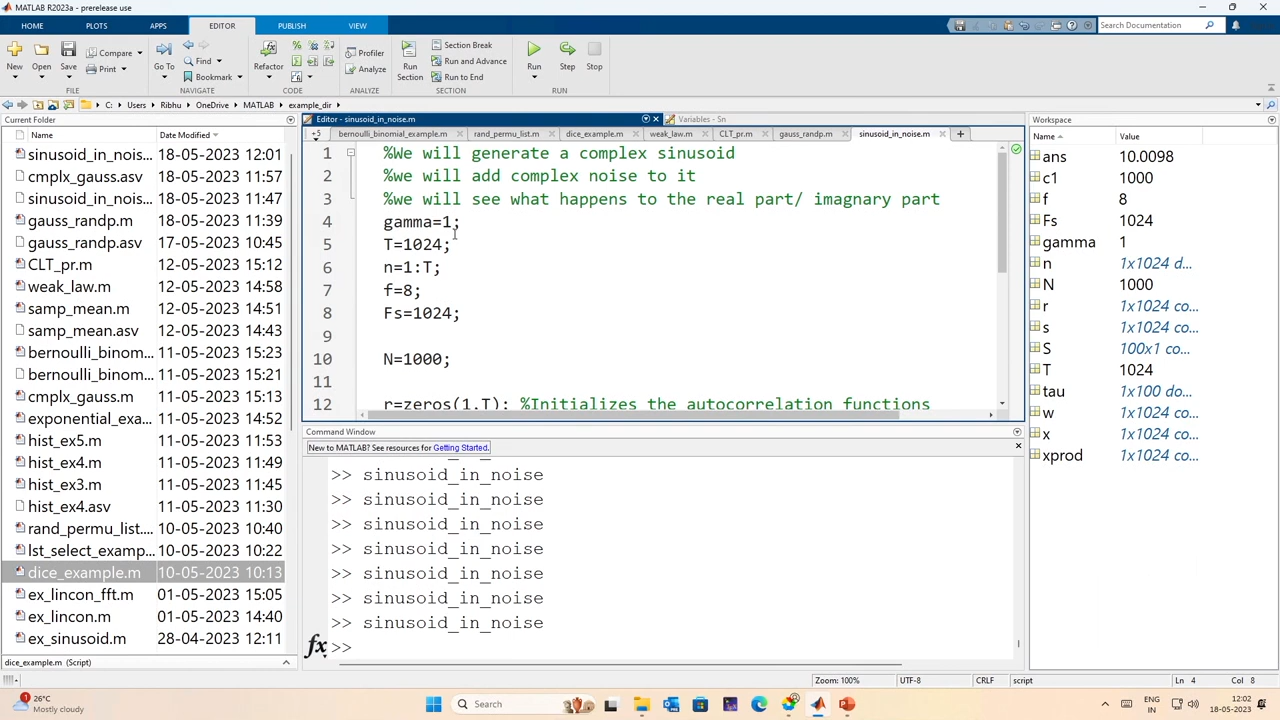 MATLAB R2023a - prerelease use
HOME PLOTS APPS EDITOR PUBLISH VIEW
Search Documentation
New Open Save Compare Print Go To Find Bookmark Refactor Profiler Analyze Run Section Section Break Run and Advance Run to End Run Step Stop
FILE NAVIGATE CODE ANALYZE SECTION RUN
C: Users Ribhu OneDrive MATLAB example_dir
Current Folder
Name Date Modified
sinusoid_in_nois... 18-05-2023 12:01
cmplx_gauss.asv 18-05-2023 11:57
sinusoid_in_nois... 18-05-2023 11:47
gauss_randp.m 18-05-2023 11:39
gauss_randp.asv 17-05-2023 10:45
CLT_pr.m 12-05-2023 15:12
weak_law.m 12-05-2023 14:58
samp_mean.m 12-05-2023 14:51
samp_mean.asv 12-05-2023 14:43
bernoulli_binom... 11-05-2023 15:23
bernoulli_binom... 11-05-2023 15:21
cmplx_gauss.m 11-05-2023 15:13
exponential_exa... 11-05-2023 14:52
hist_ex5.m 11-05-2023 11:53
hist_ex4.m 11-05-2023 11:49
hist_ex3.m 11-05-2023 11:45
hist_ex4.asv 11-05-2023 11:30
rand_permu_list.... 10-05-2023 10:40
lst_select_examp... 10-05-2023 10:22
dice_example.m 10-05-2023 10:13
ex_lincon_fft.m 01-05-2023 15:05
ex_lincon.m 01-05-2023 14:40
ex_sinusoid.m 28-04-2023 12:11
dice_example.m (Script)
Editor - sinusoid_in_noise.m
Variables - Sn
+5 bernoulli_binomial_example.m rand_permu_list.m dice_example.m weak_law.m CLT_pr.m gauss_randp.m sinusoid_in_noise.m
1 %We will generate a complex sinusoid
2 %we will add complex noise to it
3 %we will see what happens to the real part/ imagnary part
4 gamma=1;
5 T=1024;
6 n=1:T;
7 f=8;
8 Fs=1024;
9
10 N=1000;
11
12 r=zeros(1,T); %Initializes the autocorrelation functions
Command Window
New to MATLAB? See resources for Getting Started.
>> sinusoid_in_noise
>> sinusoid_in_noise
>> sinusoid_in_noise
>> sinusoid_in_noise
>> sinusoid_in_noise
>> sinusoid_in_noise
>> sinusoid_in_noise
fx >>
Workspace
Name Value
ans 10.0098
c1 1000
f 8
Fs 1024
gamma 1
n 1x1024 d...
N 1000
r 1x1024 co...
s 1x1024 co...
S 100x1 co...
T 1024
tau 1x100 do...
w 1x1024 co...
x 1x1024 co...
xprod 1x1024 co...
Zoom: 100% UTF-8 CRLF script Ln 4 Col 8
1
26°C
Mostly cloudy
Search
ENG
IN
12:02
18-05-2023